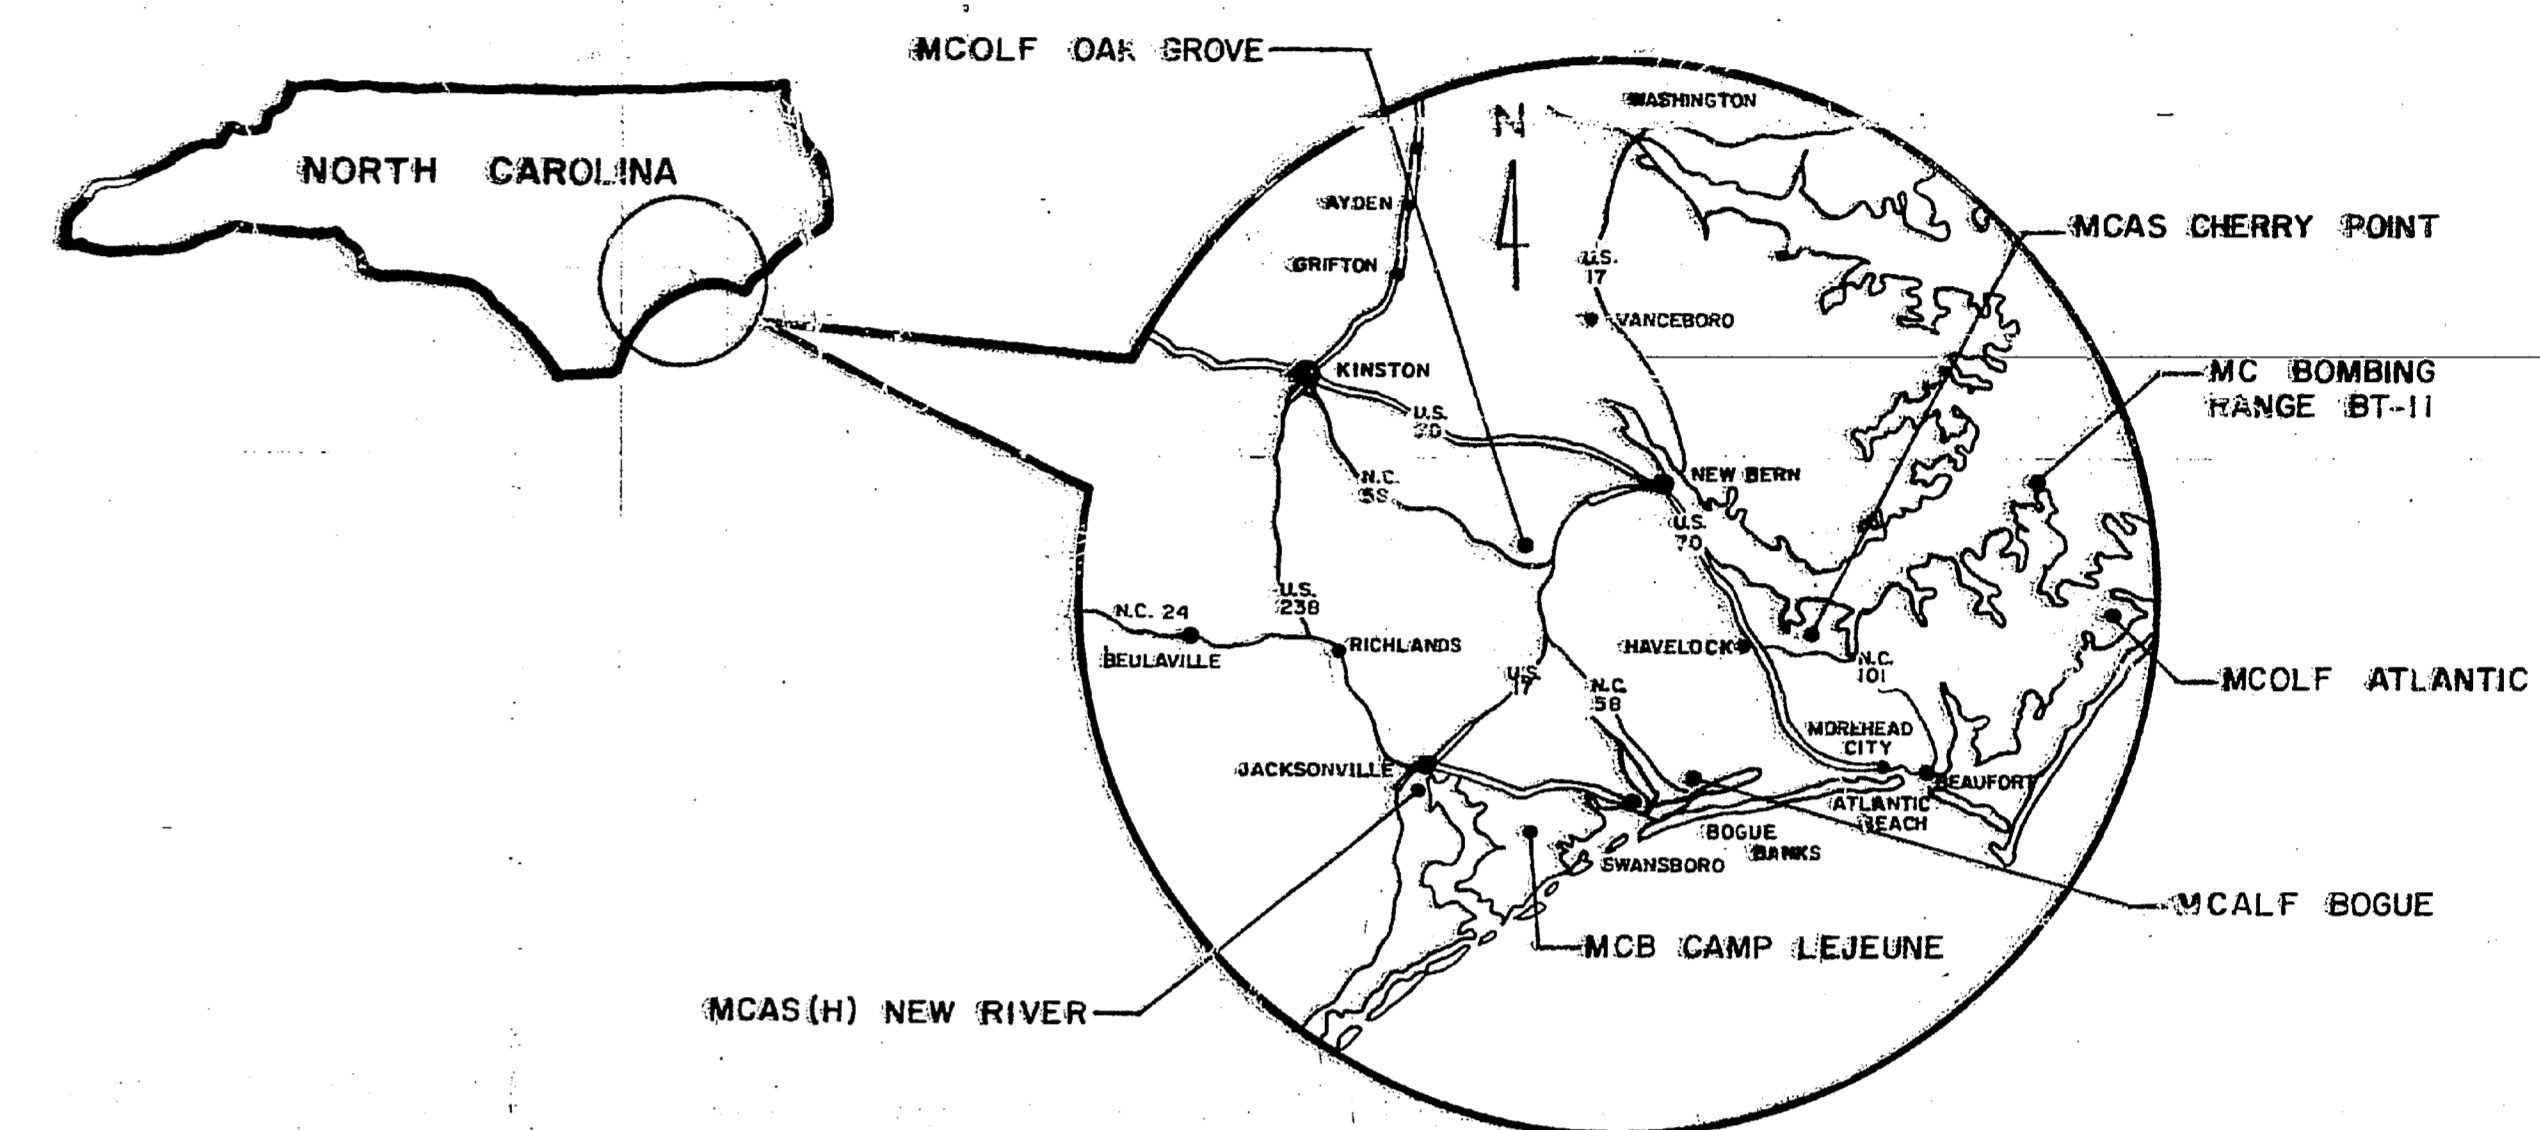 MCOLF OAK GROVE
NORTH CAROLINA
WASHINGTON
N
AYDEN
GRIFTON
U.S.
17
VANCEBORO
MCAS CHERRY POINT
KINSTON
U.S.
70
MC BOMBING
RANGE BT-11
N.C.
58
NEW BERN
U.S.
70
N.C. 24
BEULAVILLE
U.S.
238
RICHLANDS
HAVELOCK
N.C.
101
U.S.
17
N.C.
58
MCOLF ATLANTIC
MOREHEAD
CITY
JACKSONVILLE
BEAUFORT
ATLANTIC
BEACH
BOGUE
BANKS
SWANSBORO
MCALF BOGUE
MCB CAMP LEJEUNE
MCAS(H) NEW RIVER